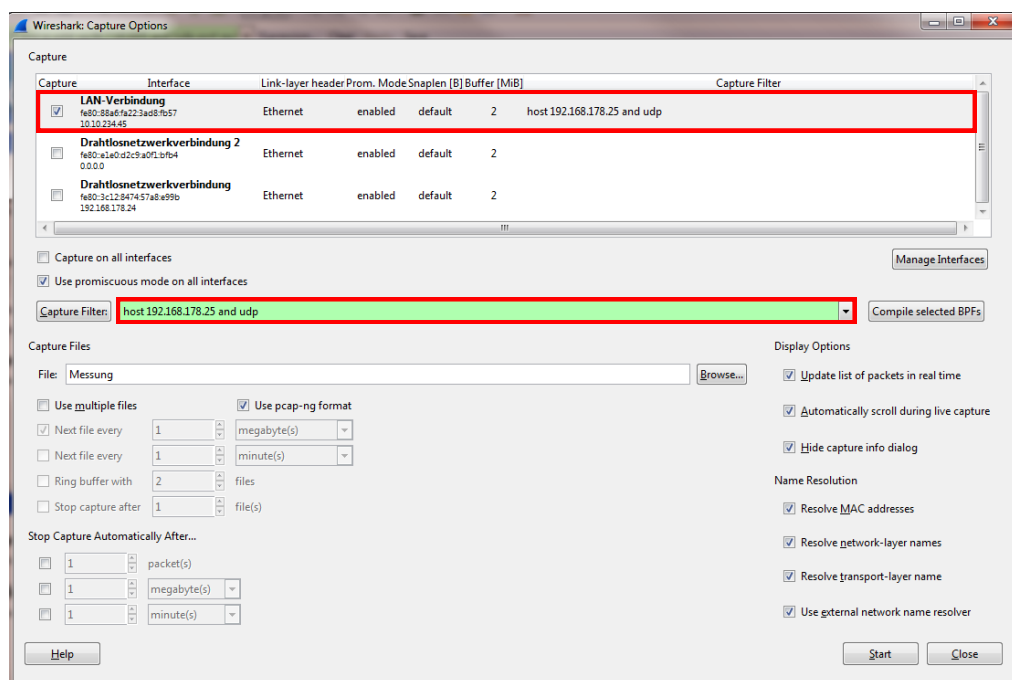 Wireshark: Capture Options
Capture
Capture Interface Link-layer header Prom. Mode Snaplen [B] Buffer [MiB] Capture Filter
LAN-Verbindung
fe80::88a6:fa22:3ad8:fb57
10.10.234.45
Ethernet enabled default 2 host 192.168.178.25 and udp
Drahtlosnetzwerkverbindung 2
fe80::e1e0:d2c9:a0f1:bfb4
0.0.0.0
Ethernet enabled default 2
Drahtlosnetzwerkverbindung
fe80::3c12:8474:57a8:e99b
192.168.178.24
Ethernet enabled default 2
Capture on all interfaces
Manage Interfaces
Use promiscuous mode on all interfaces
Capture Filter: host 192.168.178.25 and udp Compile selected BPFs
Capture Files
File: Messung Browse...
Use multiple files Use pcap-ng format
Next file every 1 megabyte(s)
Next file every 1 minute(s)
Ring buffer with 2 files
Stop capture after 1 file(s)
Stop Capture Automatically After...
1 packet(s)
1 megabyte(s)
1 minute(s)
Display Options
Update list of packets in real time
Automatically scroll during live capture
Hide capture info dialog
Name Resolution
Resolve MAC addresses
Resolve network-layer names
Resolve transport-layer name
Use external network name resolver
Help Start Close